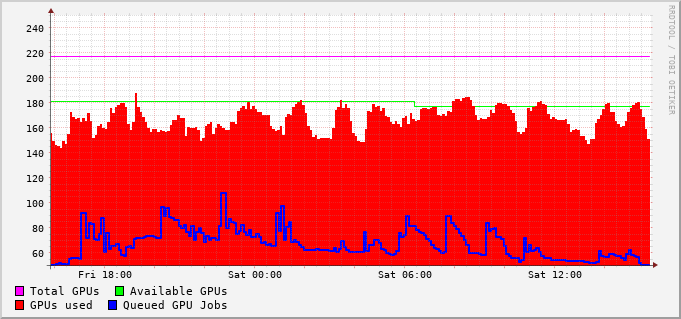 RRDTOOL / TOBI OETIKER
240
220
200
180
160
140
120
100
80
60
Fri 18:00 Sat 00:00 Sat 06:00 Sat 12:00
Total GPUs Available GPUs
GPUs used Queued GPU Jobs